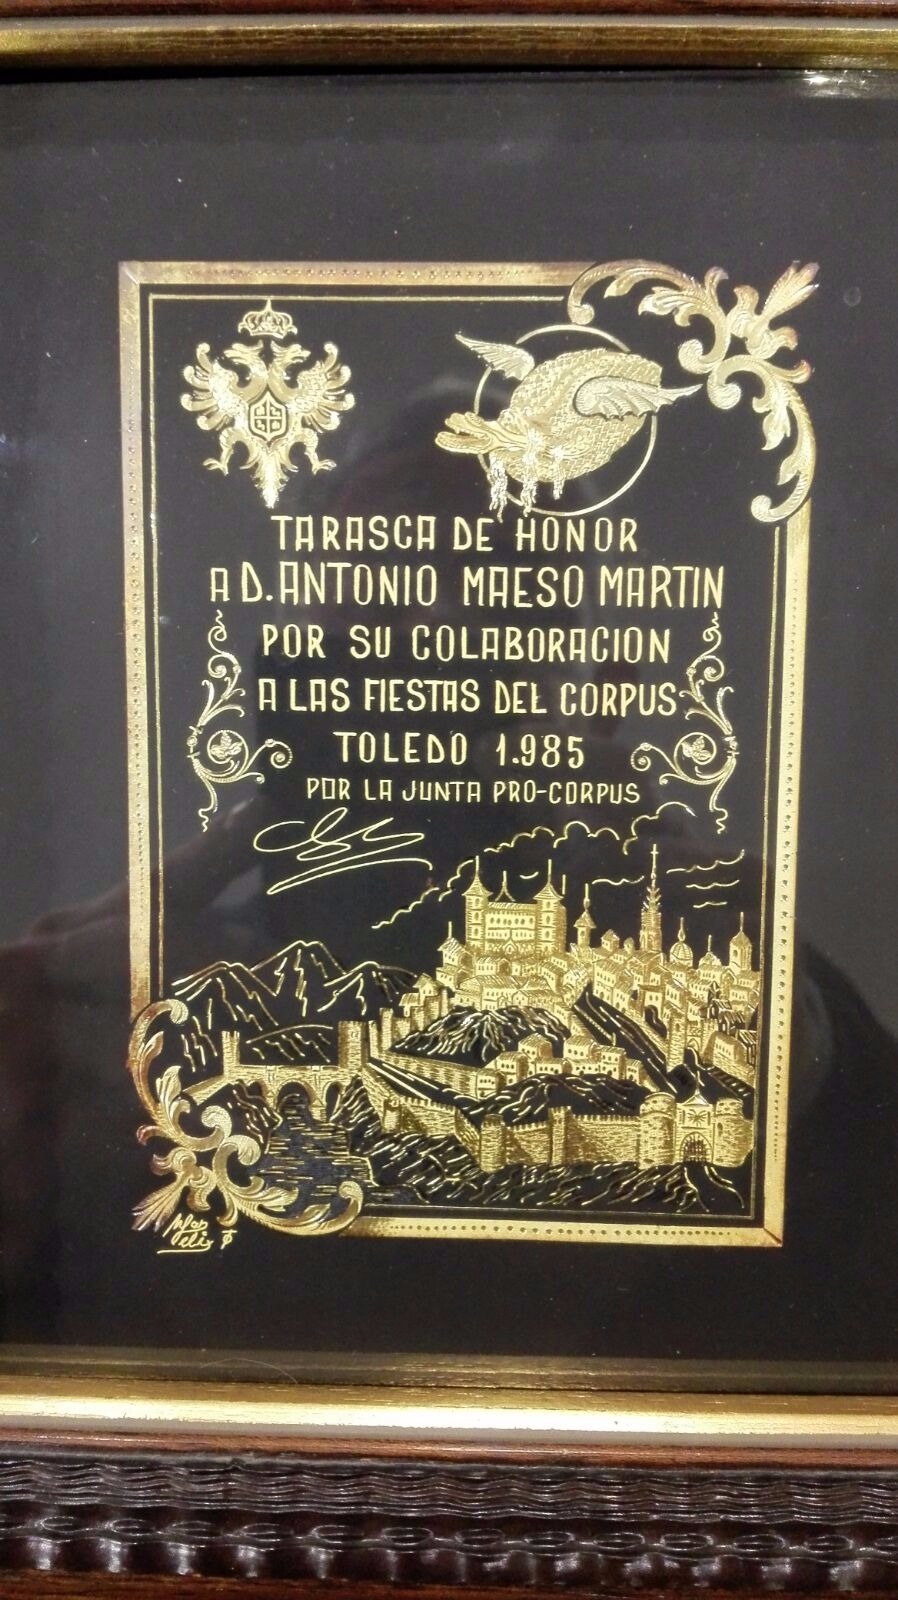 TARASCA DE HONOR
A D. ANTONIO MAESO MARTIN
POR SU COLABORACION
A LAS FIESTAS DEL CORPUS
TOLEDO 1.985
POR LA JUNTA PRO-CORPUS